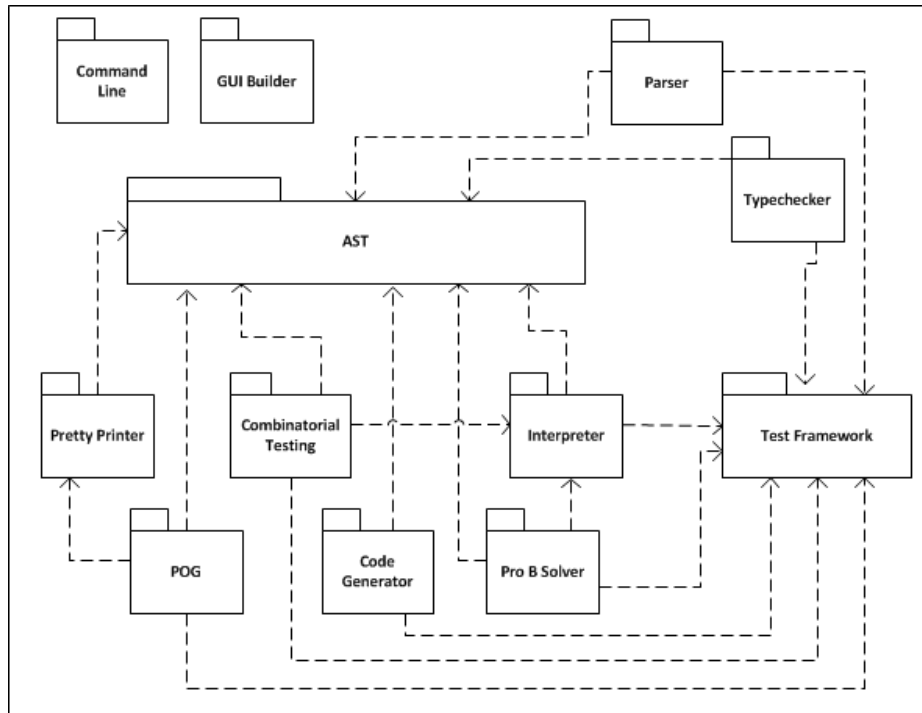 Command
Line
GUI Builder
Parser
Typechecker
AST
Pretty Printer
Combinatorial
Testing
Interpreter
Test Framework
POG
Code
Generator
Pro B Solver